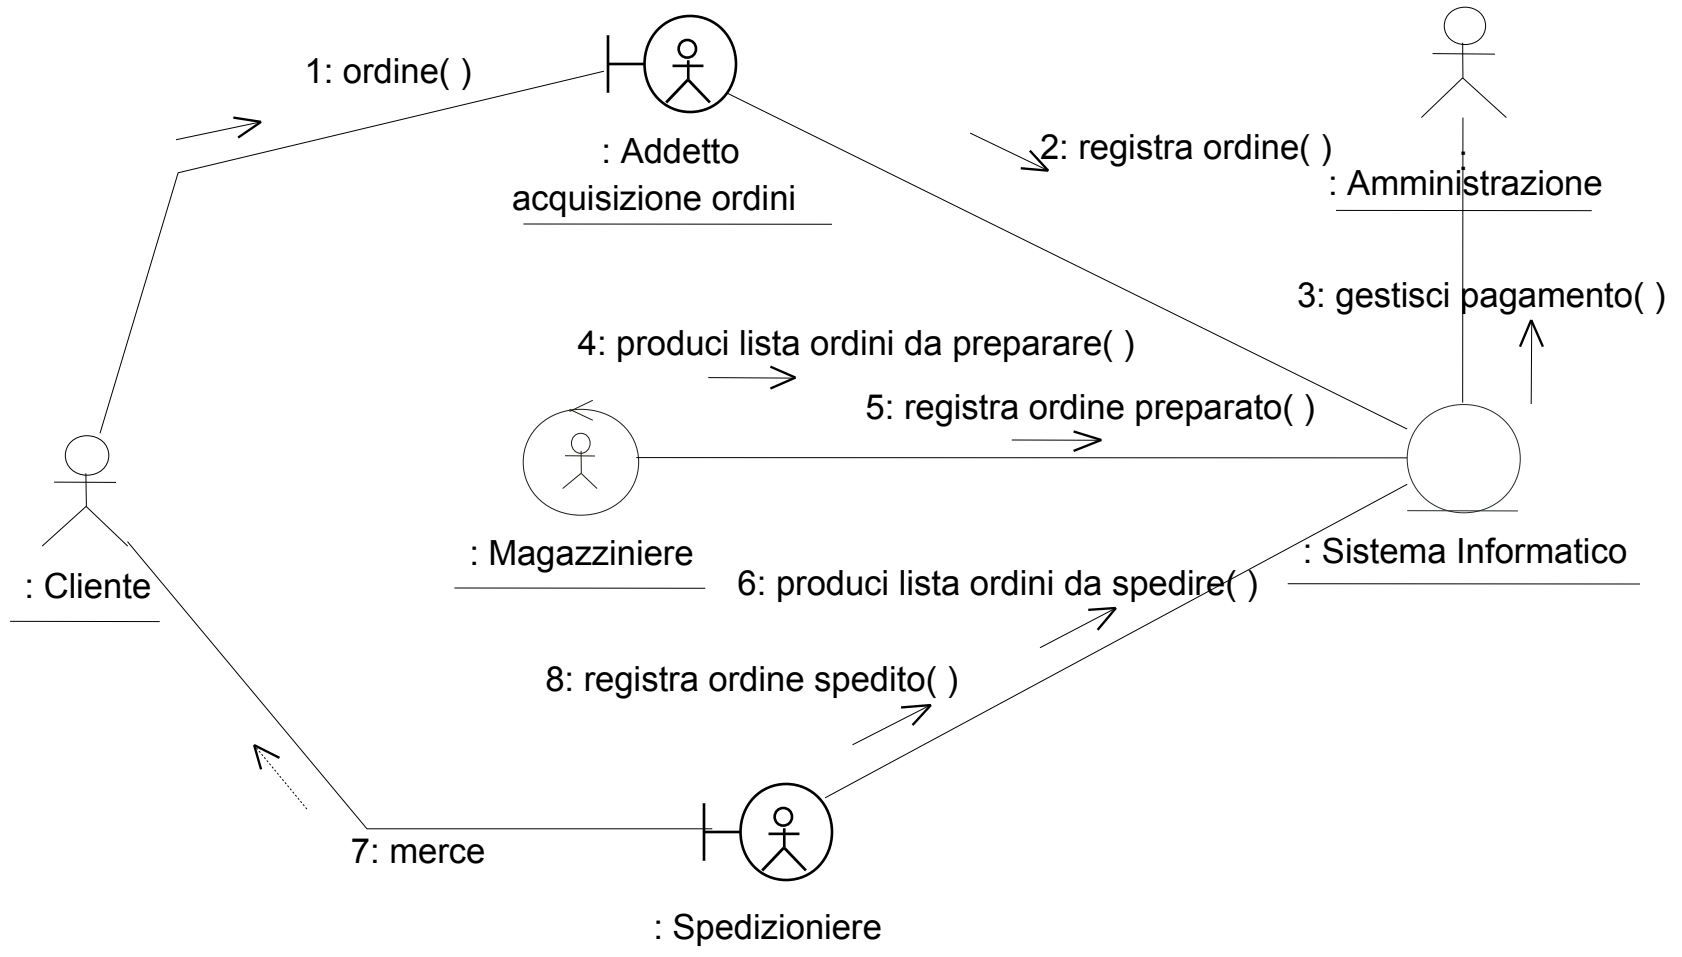 1: ordine( )
: Addetto
acquisizione ordini
2: registra ordine( )
:
: Amministrazione
3: gestisci pagamento( )
4: produci lista ordini da preparare( )
5: registra ordine preparato( )
: Magazziniere
: Sistema Informatico
: Cliente
6: produci lista ordini da spedire( )
8: registra ordine spedito( )
7: merce
: Spedizioniere